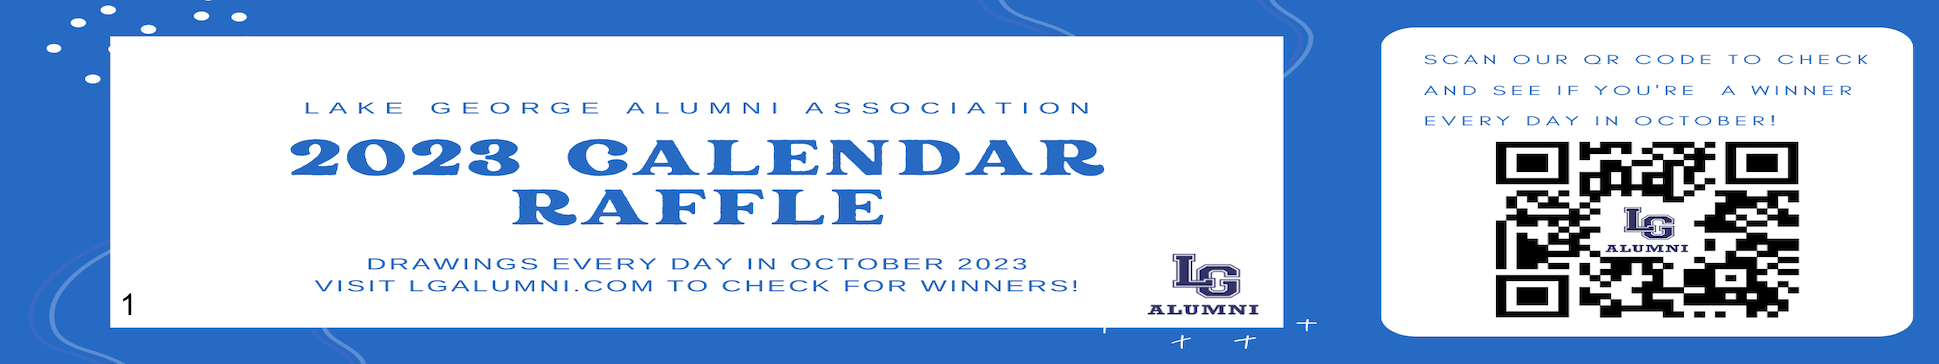 LAKE GEORGE ALUMNI ASSOCIATION
2023 CALENDAR
RAFFLE
DRAWINGS EVERY DAY IN OCTOBER 2023
VISIT LGALUMNI.COM TO CHECK FOR WINNERS!
1
LG
ALUMNI
SCAN OUR QR CODE TO CHECK
AND SEE IF YOU'RE A WINNER
EVERY DAY IN OCTOBER!
LG
ALUMNI